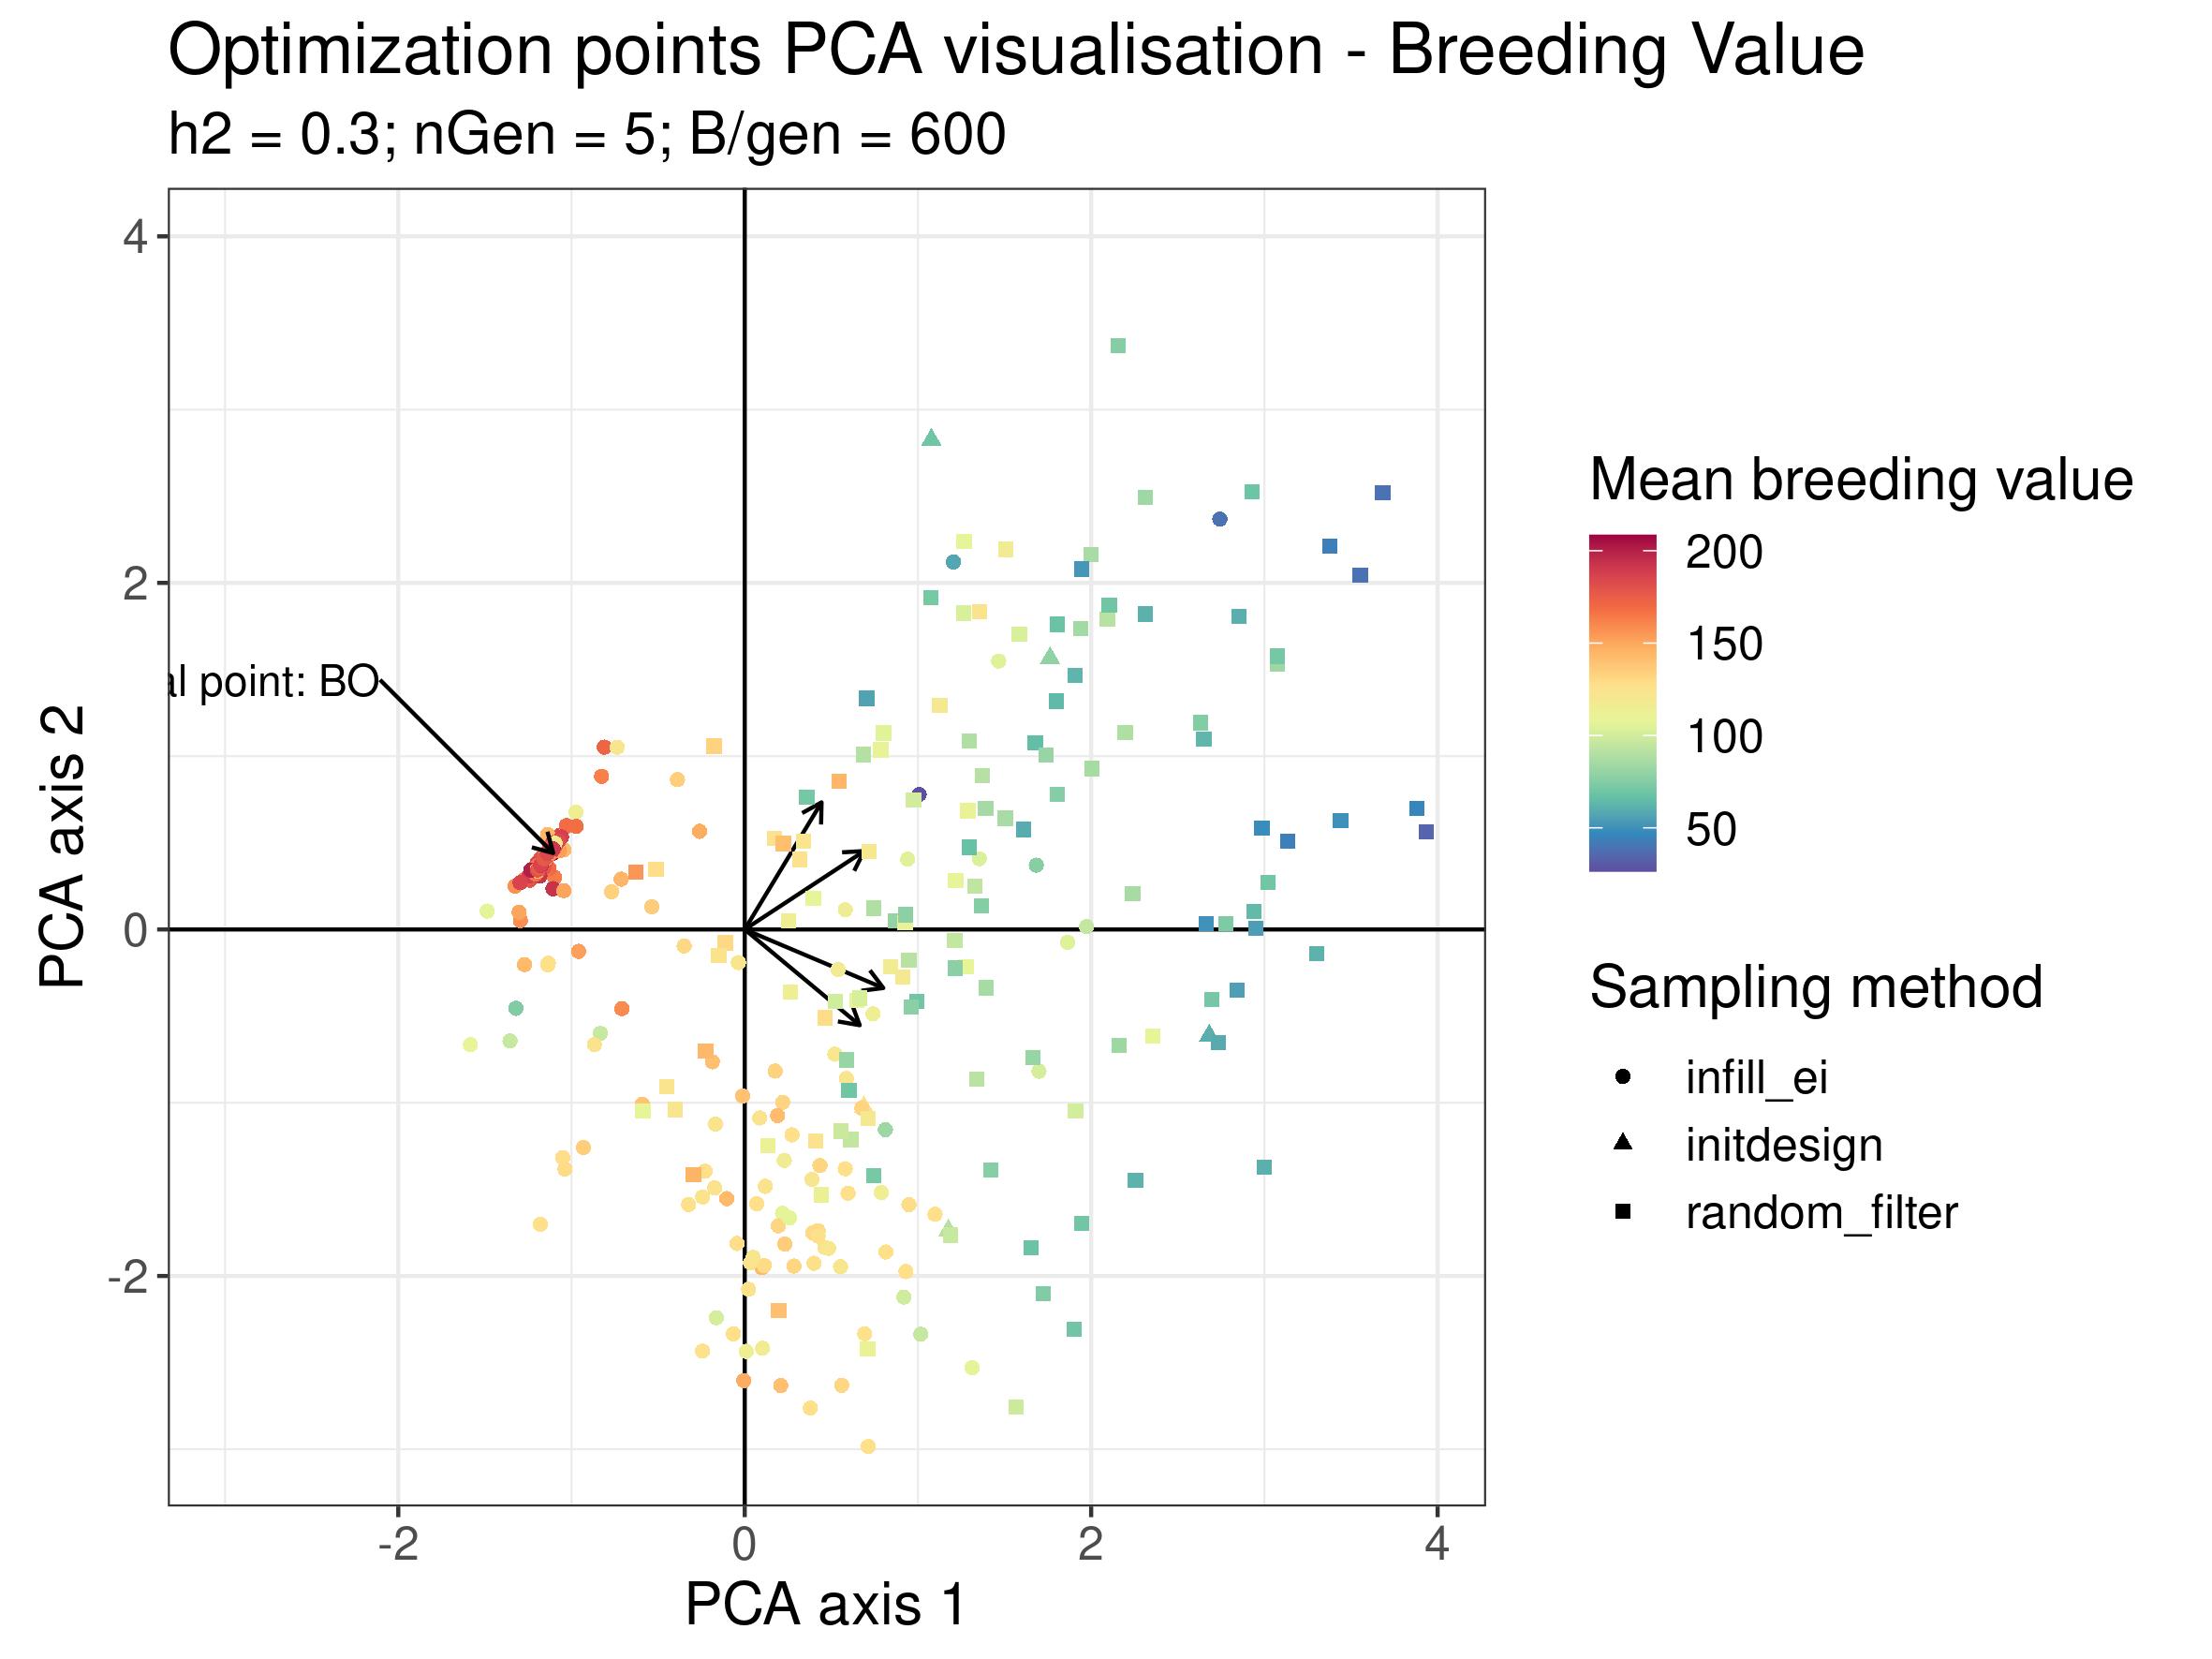 Optimization points PCA visualisation - Breeding Value
h2 = 0.3; nGen = 5; B/gen = 600
4
2
0
-2
PCA axis 2
al point: BO
-2
0
2
4
PCA axis 1
Mean breeding value
200
150
100
50
Sampling method
infill_ei
initdesign
random_filter